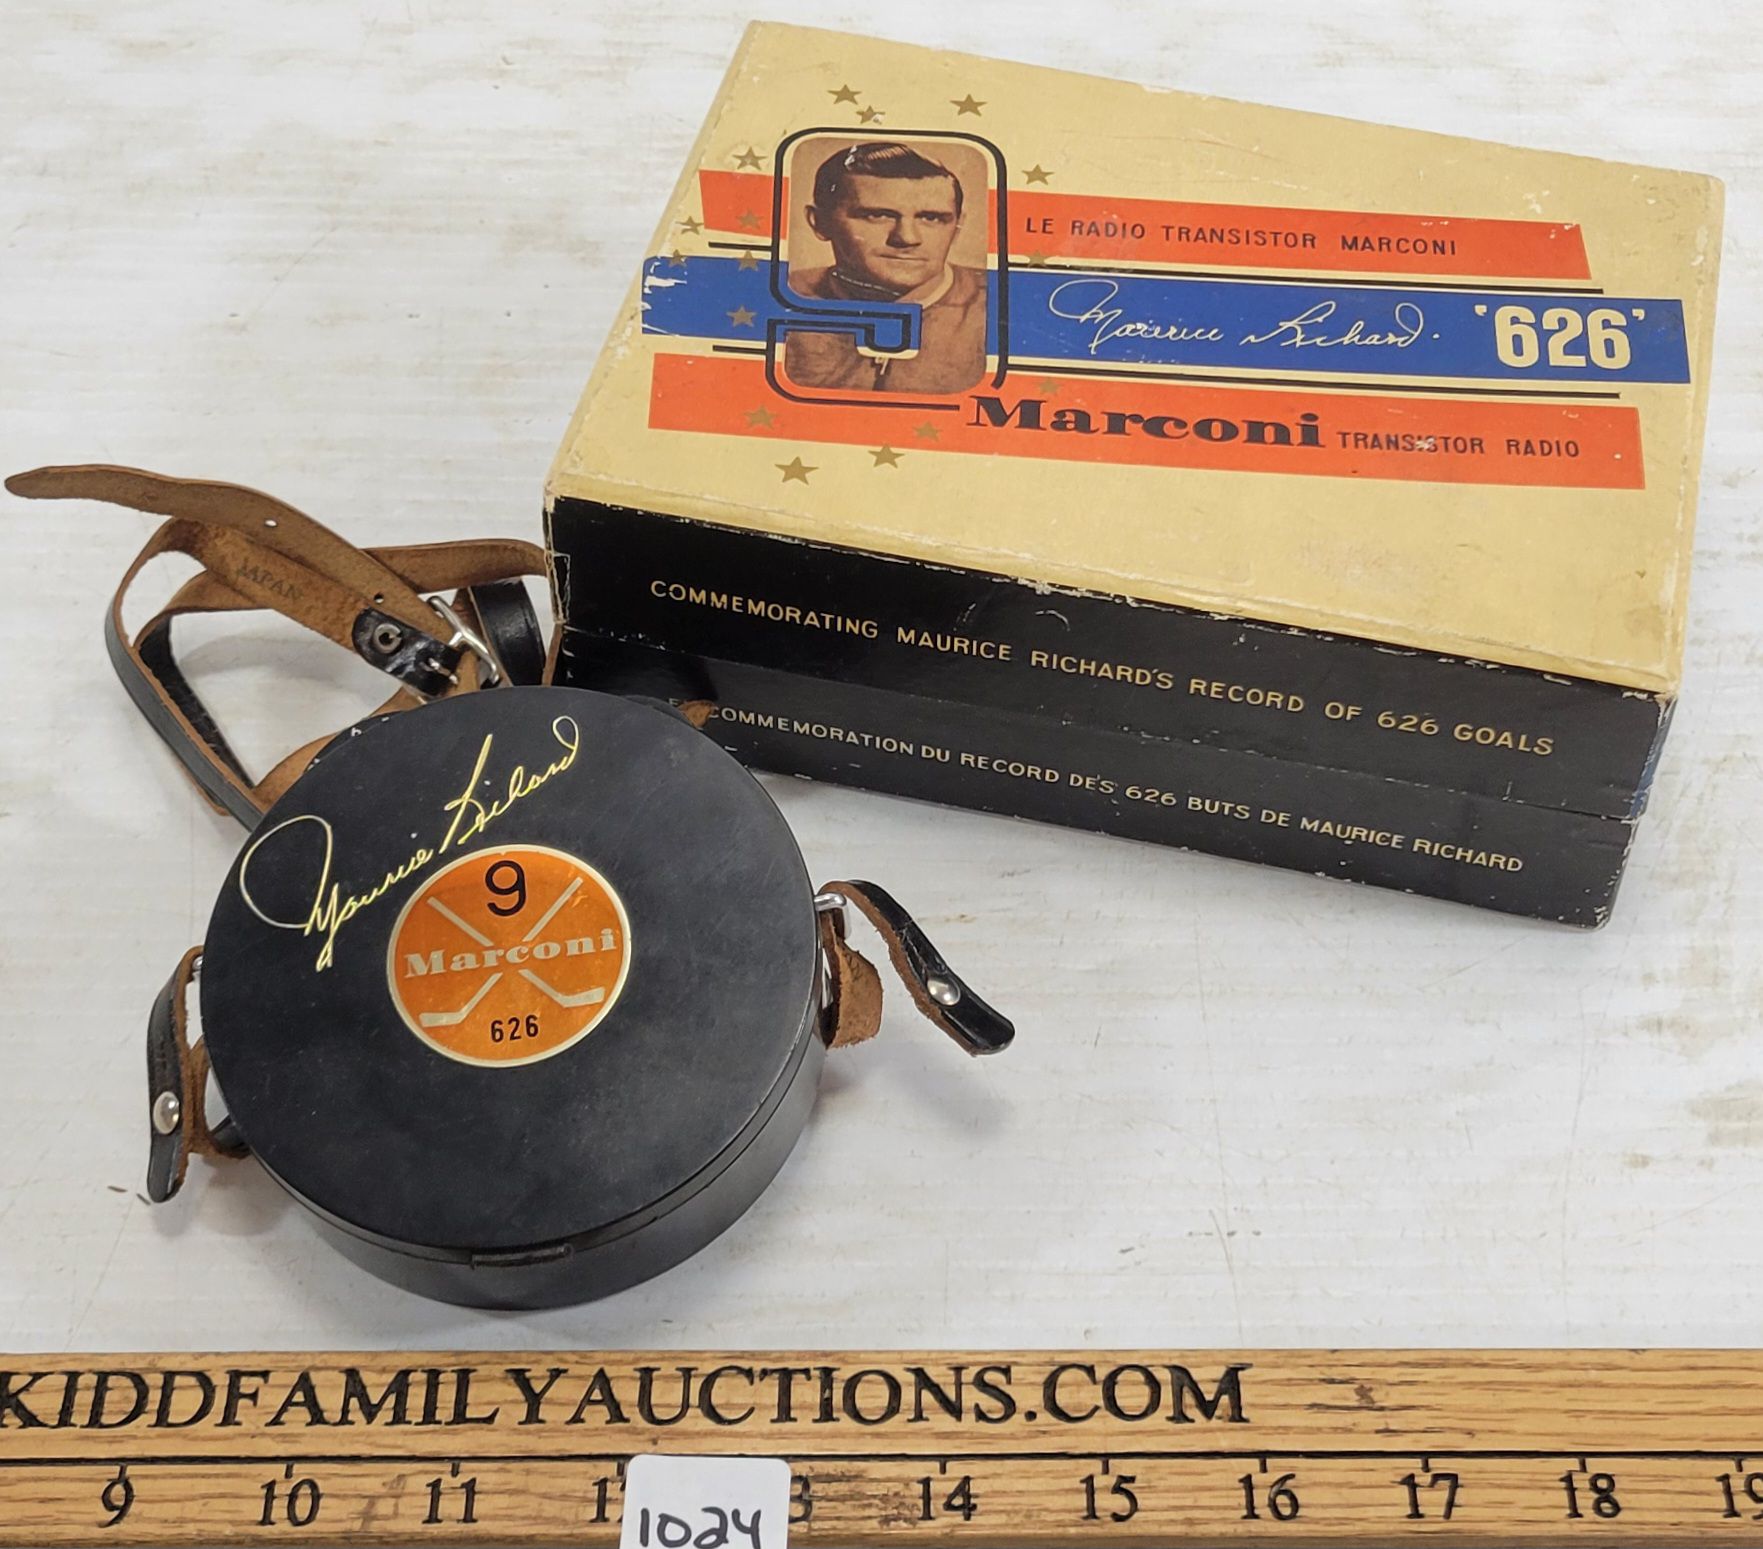 LE RADIO TRANSISTOR MARCONI
Maurice Richard. '626'
Marconi TRANSISTOR RADIO
COMMEMORATING MAURICE RICHARD'S RECORD OF 626 GOALS
COMMEMORATION DU RECORD DES 626 BUTS DE MAURICE RICHARD
JAPAN
Maurice Richard
9
Marconi
626
KIDDFAMILYAUCTIONS.COM
9 10 11 14 15 16 17 18 19
1024